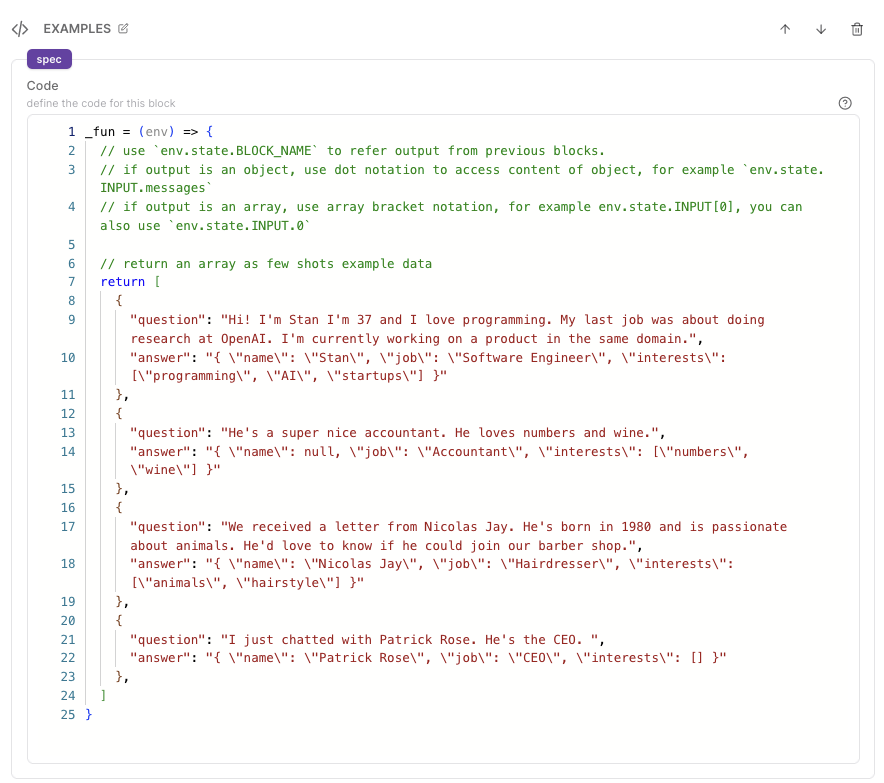 EXAMPLES
spec
Code
define the code for this block
1 _fun = (env) => {
2 // use `env.state.BLOCK_NAME` to refer output from previous blocks.
3 // if output is an object, use dot notation to access content of object, for example `env.state.
INPUT.messages`
4 // if output is an array, use array bracket notation, for example env.state.INPUT[0], you can
also use `env.state.INPUT.0`
5
6 // return an array as few shots example data
7 return [
8 {
9 "question": "Hi! I'm Stan I'm 37 and I love programming. My last job was about doing
research at OpenAI. I'm currently working on a product in the same domain.",
10 "answer": "{ \"name\": \"Stan\", \"job\": \"Software Engineer\", \"interests\":
[\"programming\", \"AI\", \"startups\"] }"
11 },
12 {
13 "question": "He's a super nice accountant. He loves numbers and wine.",
14 "answer": "{ \"name\": null, \"job\": \"Accountant\", \"interests\": [\"numbers\",
\"wine\"] }"
15 },
16 {
17 "question": "We received a letter from Nicolas Jay. He's born in 1980 and is passionate
about animals. He'd love to know if he could join our barber shop.",
18 "answer": "{ \"name\": \"Nicolas Jay\", \"job\": \"Hairdresser\", \"interests\":
[\"animals\", \"hairstyle\"] }"
19 },
20 {
21 "question": "I just chatted with Patrick Rose. He's the CEO. ",
22 "answer": "{ \"name\": \"Patrick Rose\", \"job\": \"CEO\", \"interests\": [] }"
23 },
24 ]
25 }